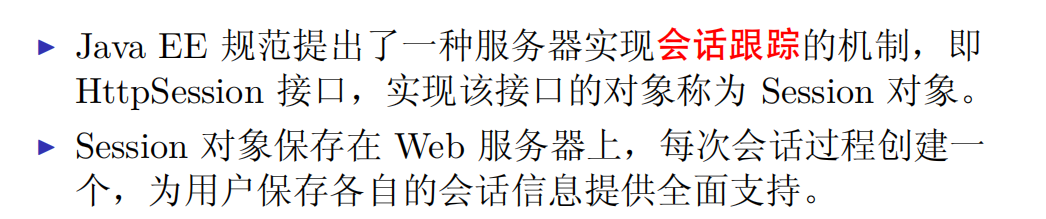 ▶ Java EE 规范提出了一种服务器实现会话跟踪的机制，即
HttpSession 接口，实现该接口的对象称为 Session 对象。
▶ Session 对象保存在 Web 服务器上，每次会话过程创建一
个，为用户保存各自的会话信息提供全面支持。